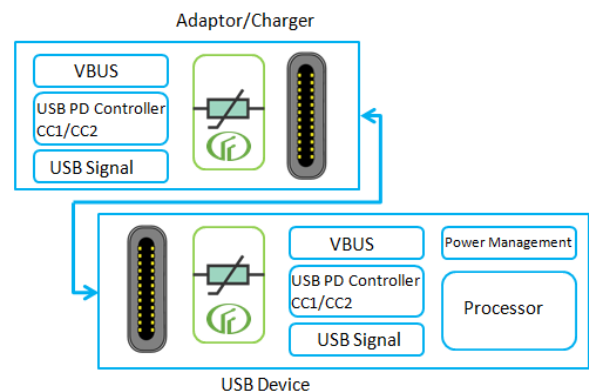 Adaptor/Charger
VBUS
USB PD Controller
CC1/CC2
USB Signal
VBUS
Power Management
USB PD Controller
CC1/CC2
Processor
USB Signal
USB Device